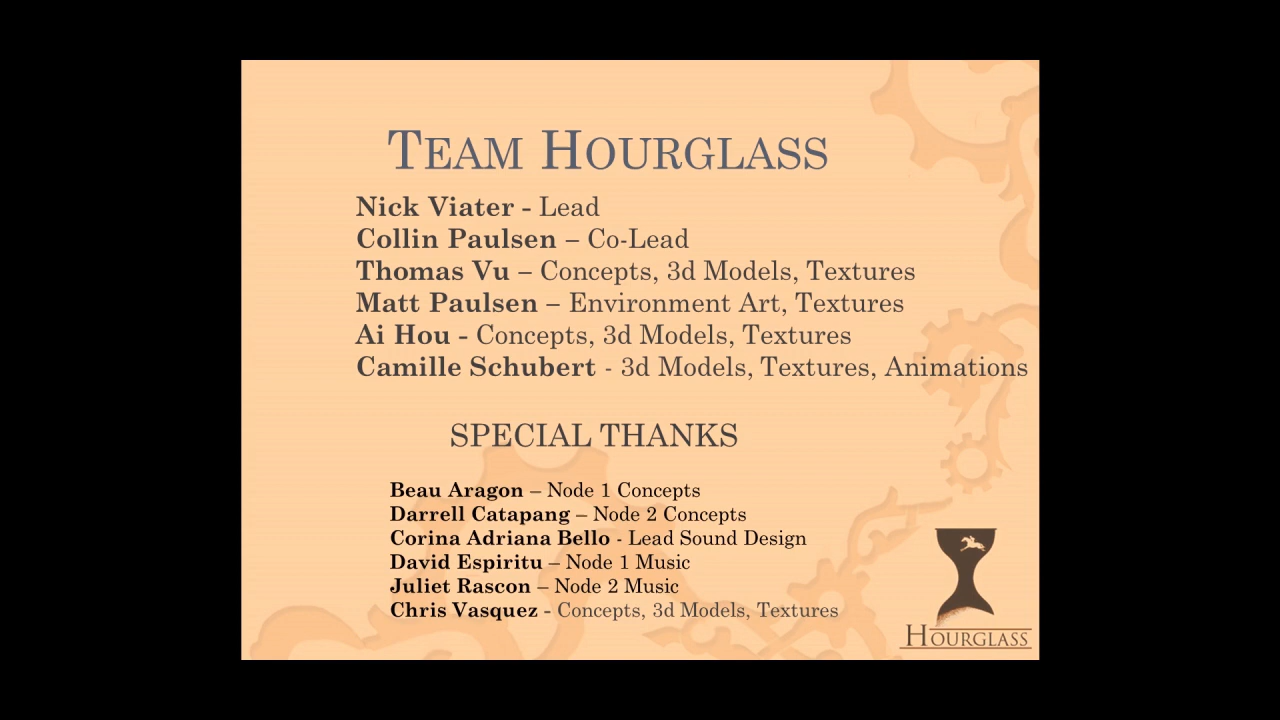 TEAM HOURGLASS
Nick Viater - Lead
Collin Paulsen – Co-Lead
Thomas Vu – Concepts, 3d Models, Textures
Matt Paulsen – Environment Art, Textures
Ai Hou - Concepts, 3d Models, Textures
Camille Schubert - 3d Models, Textures, Animations
SPECIAL THANKS
Beau Aragon – Node 1 Concepts
Darrell Catapang – Node 2 Concepts
Corina Adriana Bello - Lead Sound Design
David Espiritu – Node 1 Music
Juliet Rascon – Node 2 Music
Chris Vasquez - Concepts, 3d Models, Textures
HOURGLASS